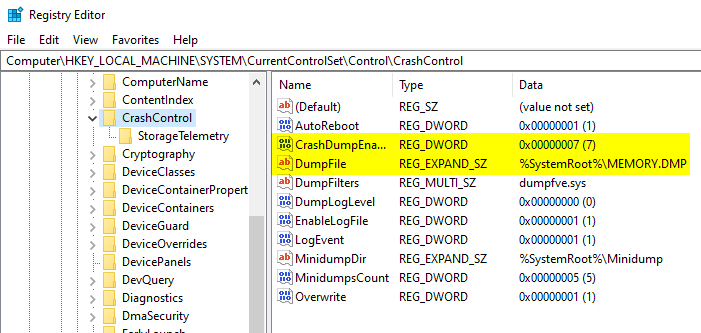 Registry Editor
File Edit View Favorites Help
Computer\HKEY_LOCAL_MACHINE\SYSTEM\CurrentControlSet\Control\CrashControl
ComputerName
ContentIndex
CrashControl
StorageTelemetry
Cryptography
DeviceClasses
DeviceContainerPropert
DeviceContainers
DeviceGuard
DeviceOverrides
DevicePanels
DevQuery
Diagnostics
DmaSecurity
EarlyLaunch
Name Type Data
(Default) REG_SZ (value not set)
AutoReboot REG_DWORD 0x00000001 (1)
CrashDumpEna... REG_DWORD 0x00000007 (7)
DumpFile REG_EXPAND_SZ %SystemRoot%\MEMORY.DMP
DumpFilters REG_MULTI_SZ dumpfve.sys
DumpLogLevel REG_DWORD 0x00000000 (0)
EnableLogFile REG_DWORD 0x00000001 (1)
LogEvent REG_DWORD 0x00000001 (1)
MinidumpDir REG_EXPAND_SZ %SystemRoot%\Minidump
MinidumpsCount REG_DWORD 0x00000005 (5)
Overwrite REG_DWORD 0x00000001 (1)